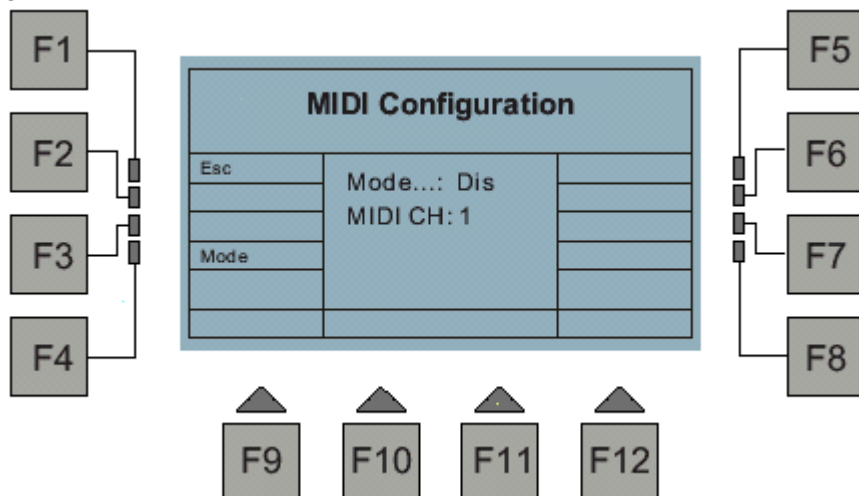 F1
F2
F3
F4
MIDI Configuration
Esc
Mode
Mode...: Dis
MIDI CH: 1
F5
F6
F7
F8
F9 F10 F11 F12